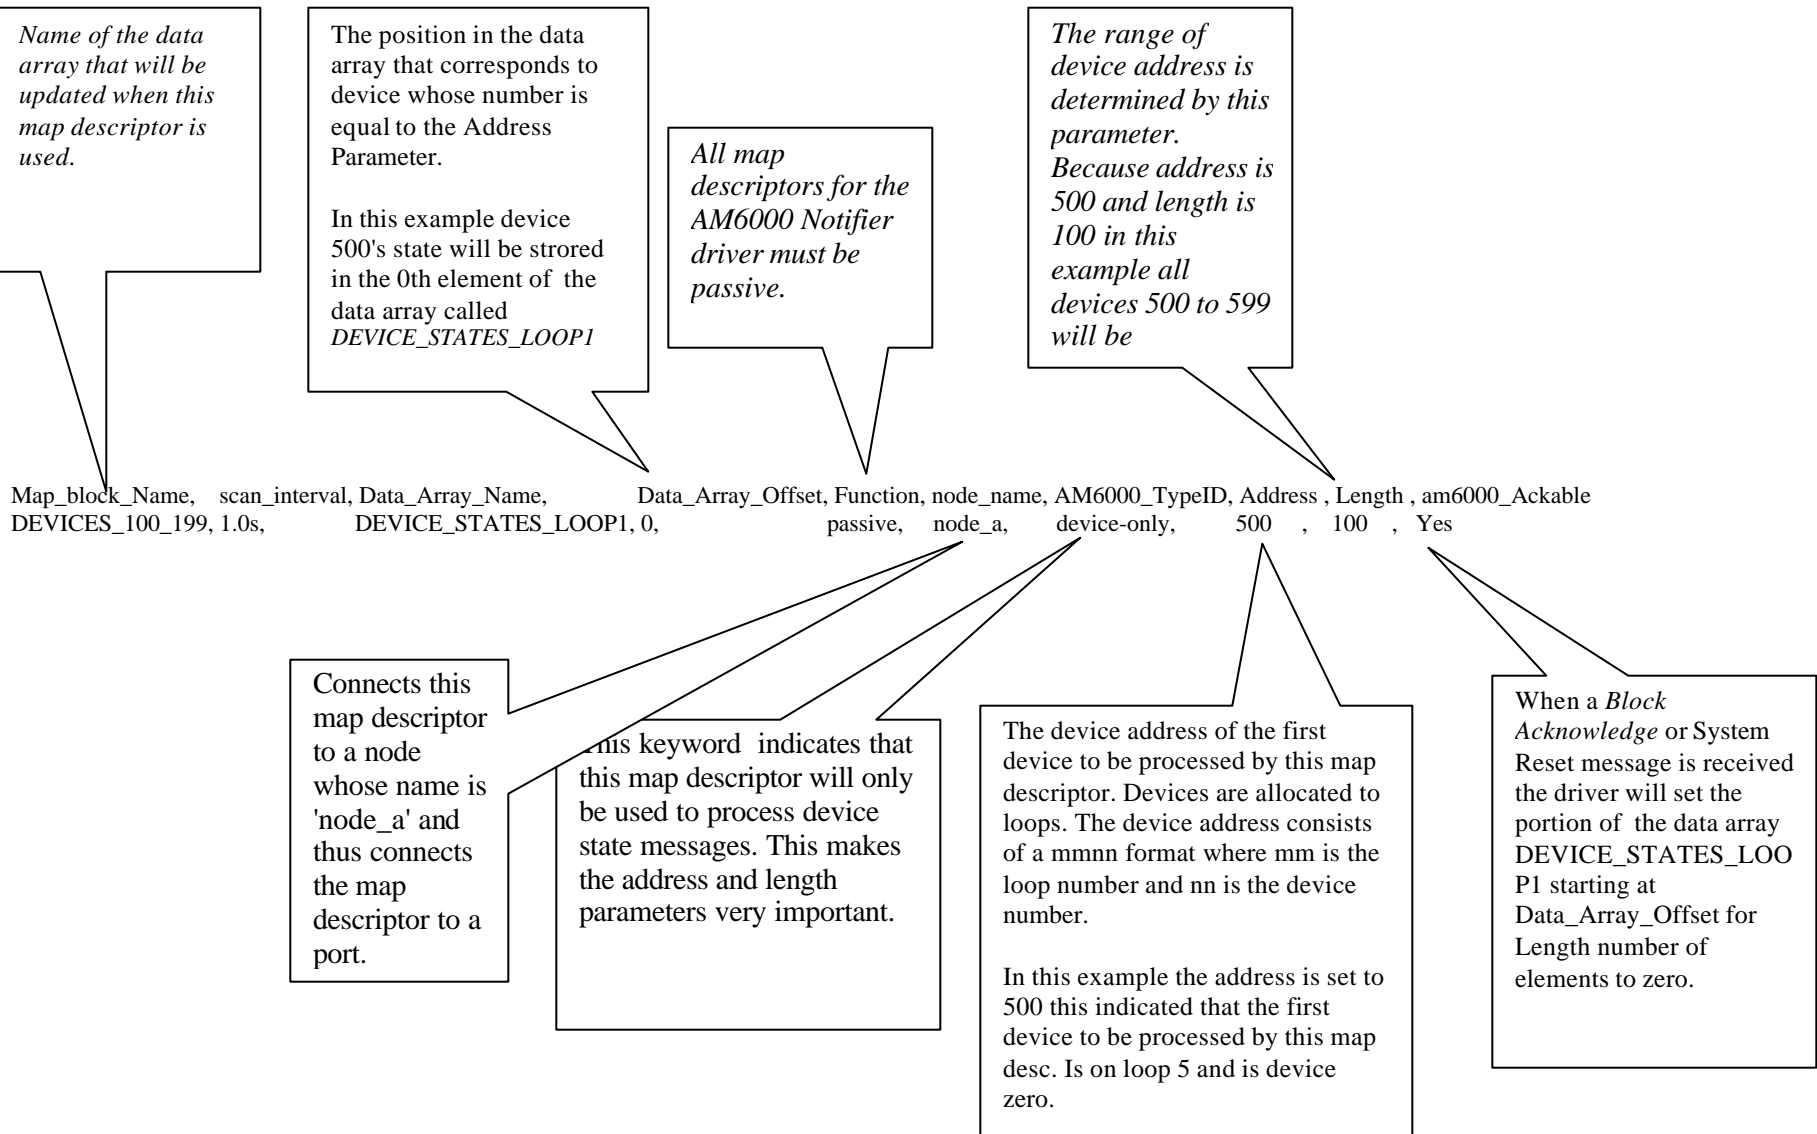 Name of the data
array that will be
updated when this
map descriptor is
used.
The position in the data
array that corresponds to
device whose number is
equal to the Address
Parameter.
In this example device
500's state will be strored
in the 0th element of the
data array called
DEVICE_STATES_LOOP1
All map
descriptors for the
AM6000 Notifier
driver must be
passive.
The range of
device address is
determined by this
parameter.
Because address is
500 and length is
100 in this
example all
devices 500 to 599
will be
Map_block_Name, scan_interval, Data_Array_Name, Data_Array_Offset, Function, node_name, AM6000_TypeID, Address , Length , am6000_Ackable
DEVICES_100_199, 1.0s, DEVICE_STATES_LOOP1, 0, passive, node_a, device-only, 500 , 100 , Yes
Connects this
map descriptor
to a node
whose name is
'node_a' and
thus connects
the map
descriptor to a
port.
This keyword indicates that
this map descriptor will only
be used to process device
state messages. This makes
the address and length
parameters very important.
The device address of the first
device to be processed by this map
descriptor. Devices are allocated to
loops. The device address consists
of a mmnn format where mm is the
loop number and nn is the device
number.
In this example the address is set to
500 this indicated that the first
device to be processed by this map
desc. Is on loop 5 and is device
zero.
When a Block
Acknowledge or System
Reset message is received
the driver will set the
portion of the data array
DEVICE_STATES_LOO
P1 starting at
Data_Array_Offset for
Length number of
elements to zero.